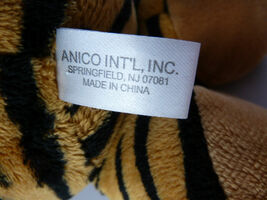 ANICO INT'L, INC.
SPRINGFIELD, NJ 07081
MADE IN CHINA